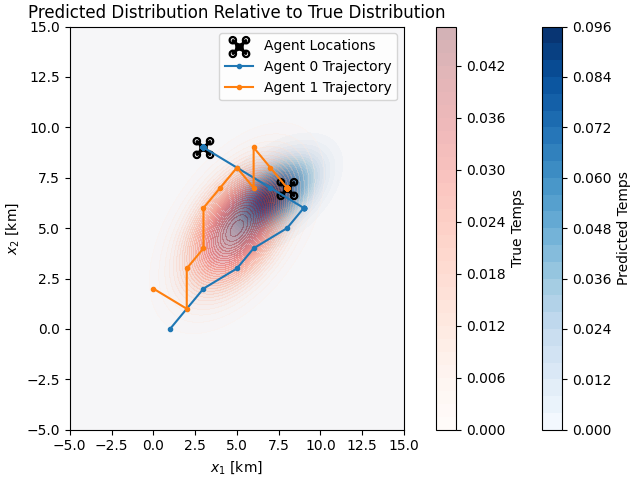 Predicted Distribution Relative to True Distribution
Agent Locations
Agent 0 Trajectory
Agent 1 Trajectory
15.0
12.5
10.0
7.5
5.0
2.5
0.0
−2.5
−5.0
x₂ [km]
−5.0 −2.5 0.0 2.5 5.0 7.5 10.0 12.5 15.0
x₁ [km]
0.042
0.036
0.030
0.024
0.018
0.012
0.006
0.000
True Temps
0.096
0.084
0.072
0.060
0.048
0.036
0.024
0.012
0.000
Predicted Temps